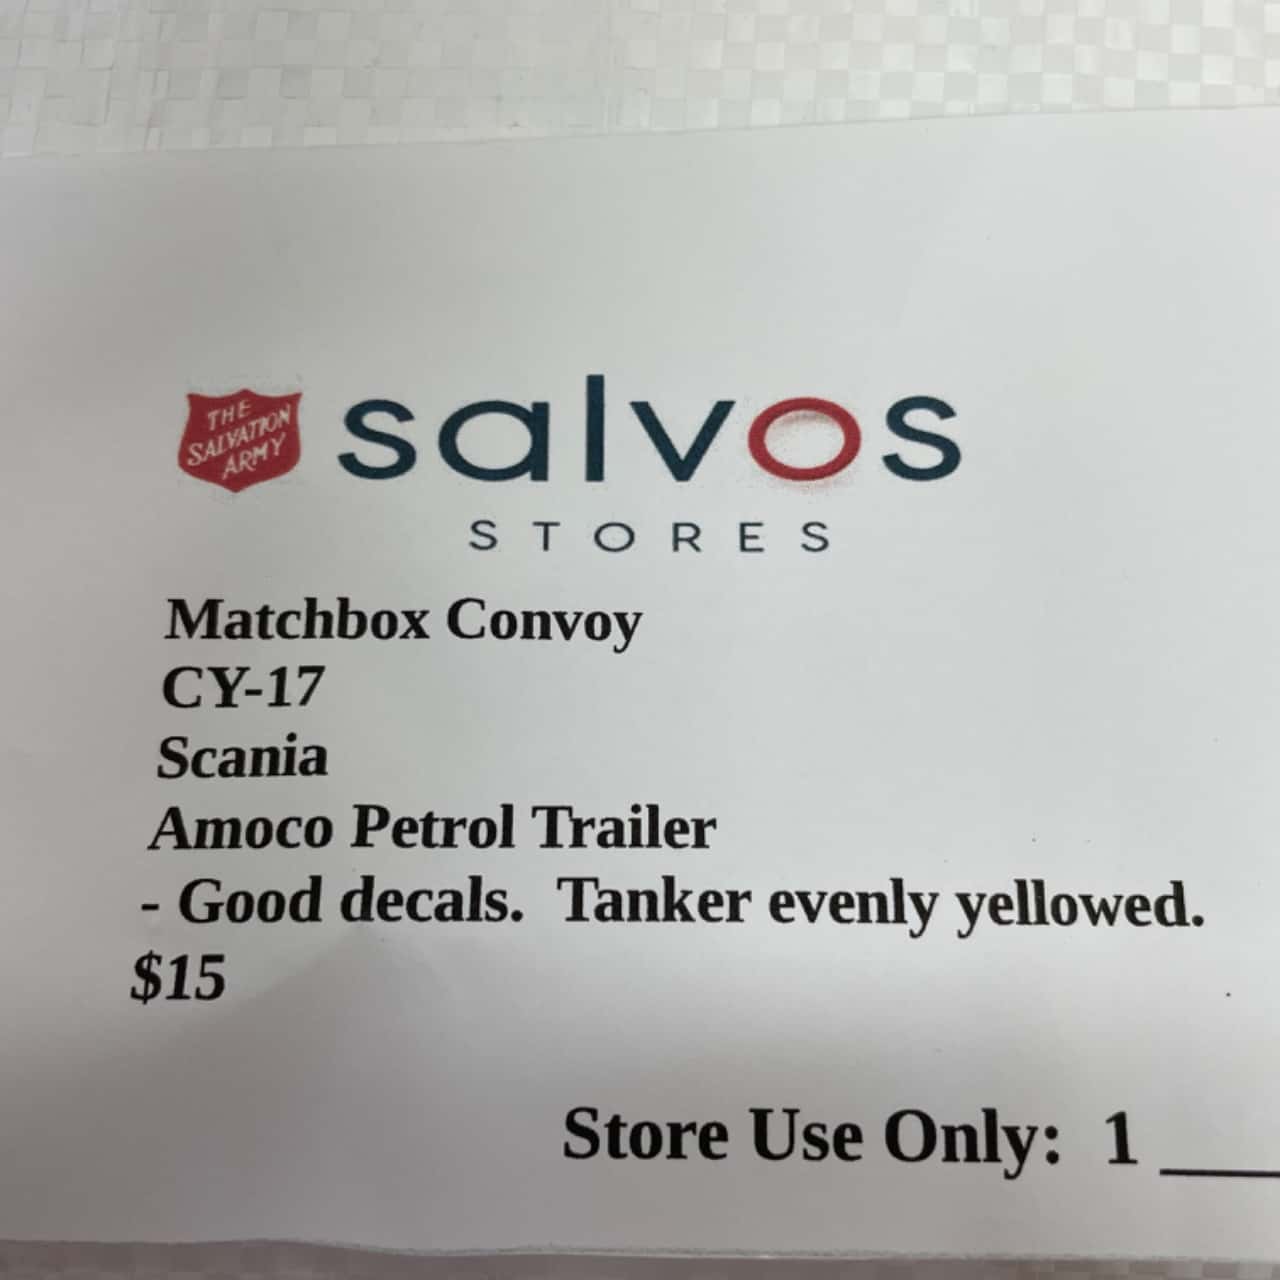 THE
SALVATION
ARMY
salvos
STORES
Matchbox Convoy
CY-17
Scania
Amoco Petrol Trailer
- Good decals.  Tanker evenly yellowed.
$15
Store Use Only:  1 ____